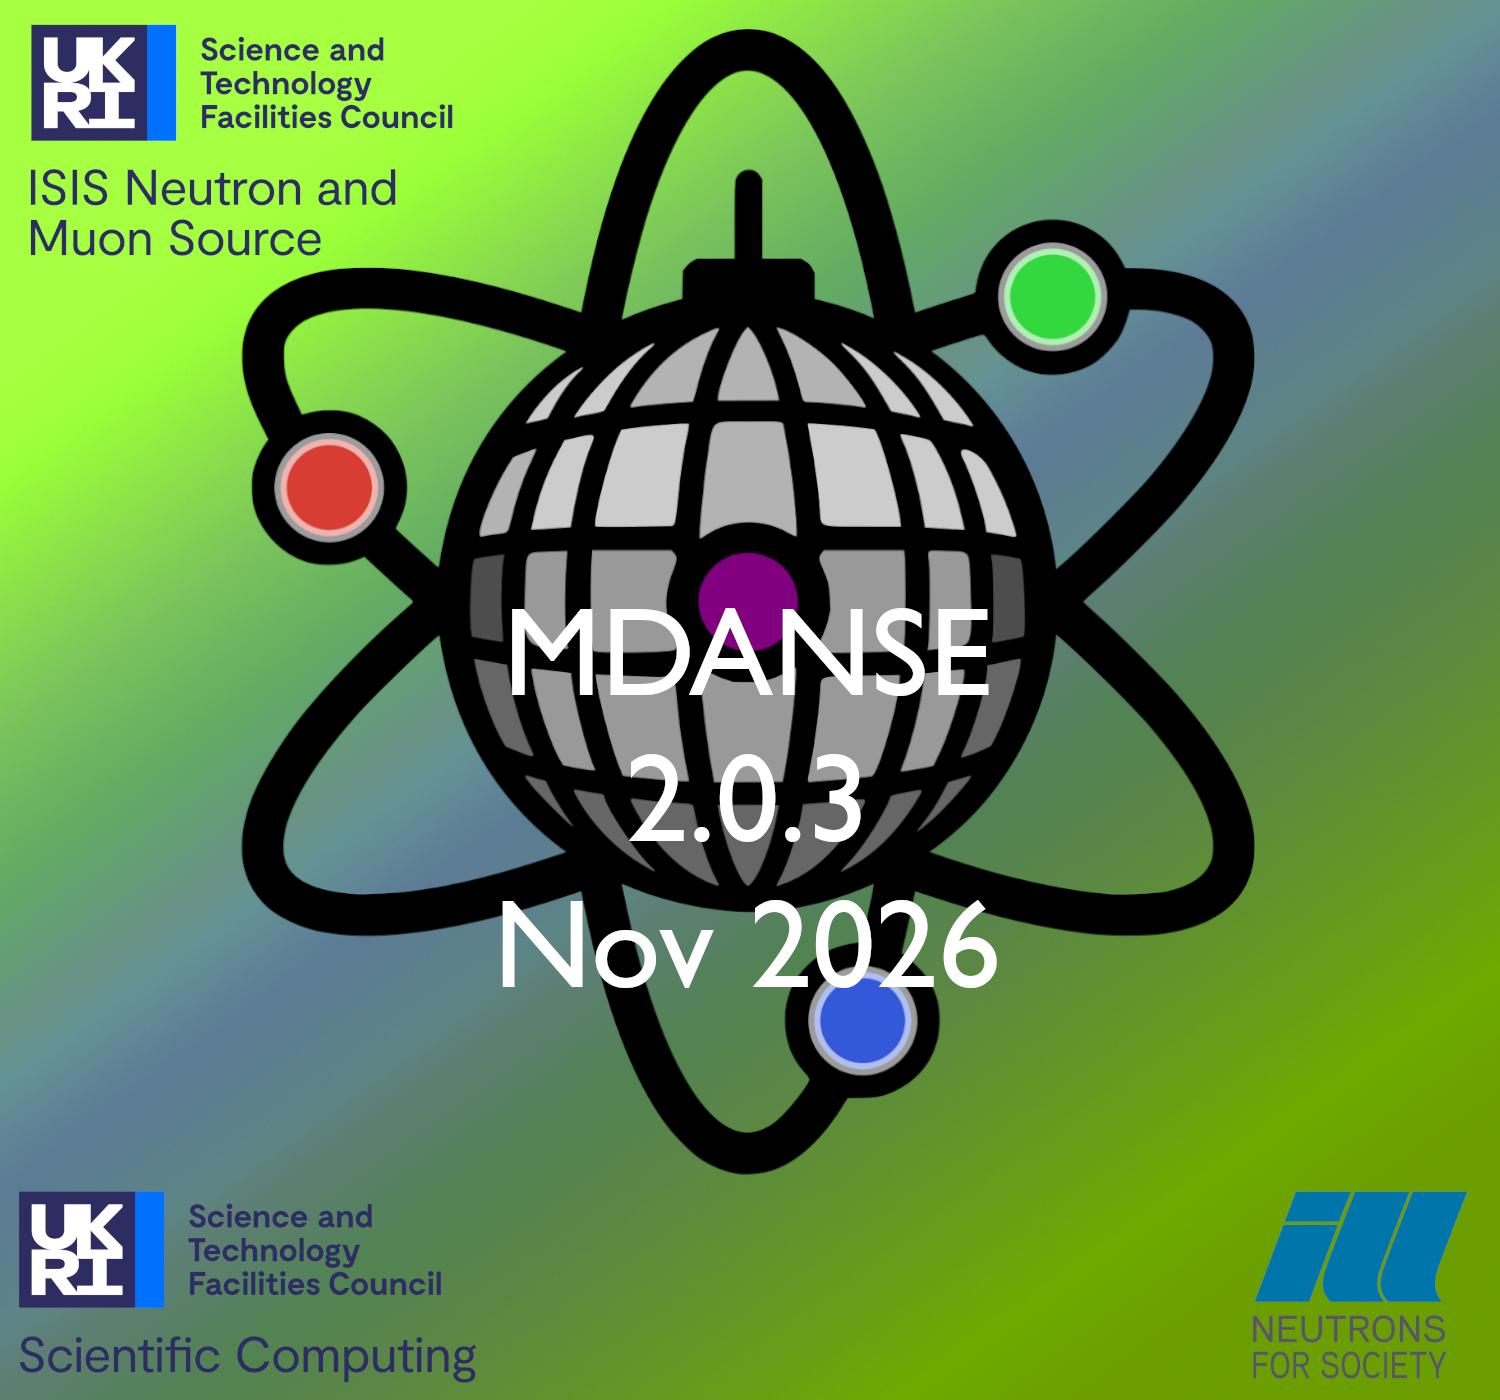 UK
RI
Science and
Technology
Facilities Council
ISIS Neutron and
Muon Source
MDANSE
2.0.3
Nov 2026
UK
RI
Science and
Technology
Facilities Council
Scientific Computing
ill
NEUTRONS
FOR SOCIETY